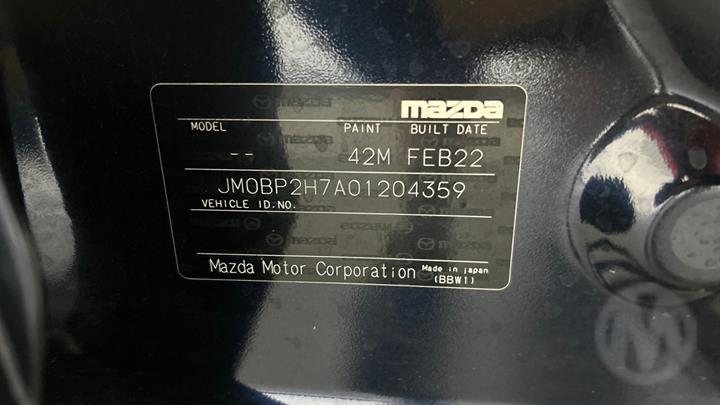 mazda
MODEL PAINT BUILT DATE
-- 42M FEB22
JM0BP2H7A01204359
VEHICLE ID.NO.
Mazda Motor Corporation Made in japan
(BBW1)
M